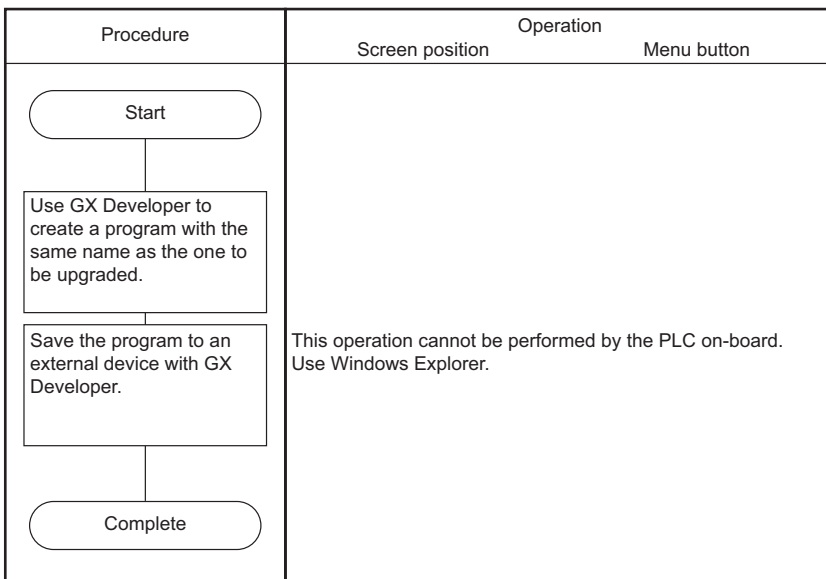 Procedure
Operation
Screen position Menu button
Start
Use GX Developer to
create a program with the
same name as the one to
be upgraded.
Save the program to an
external device with GX
Developer.
This operation cannot be performed by the PLC on-board.
Use Windows Explorer.
Complete